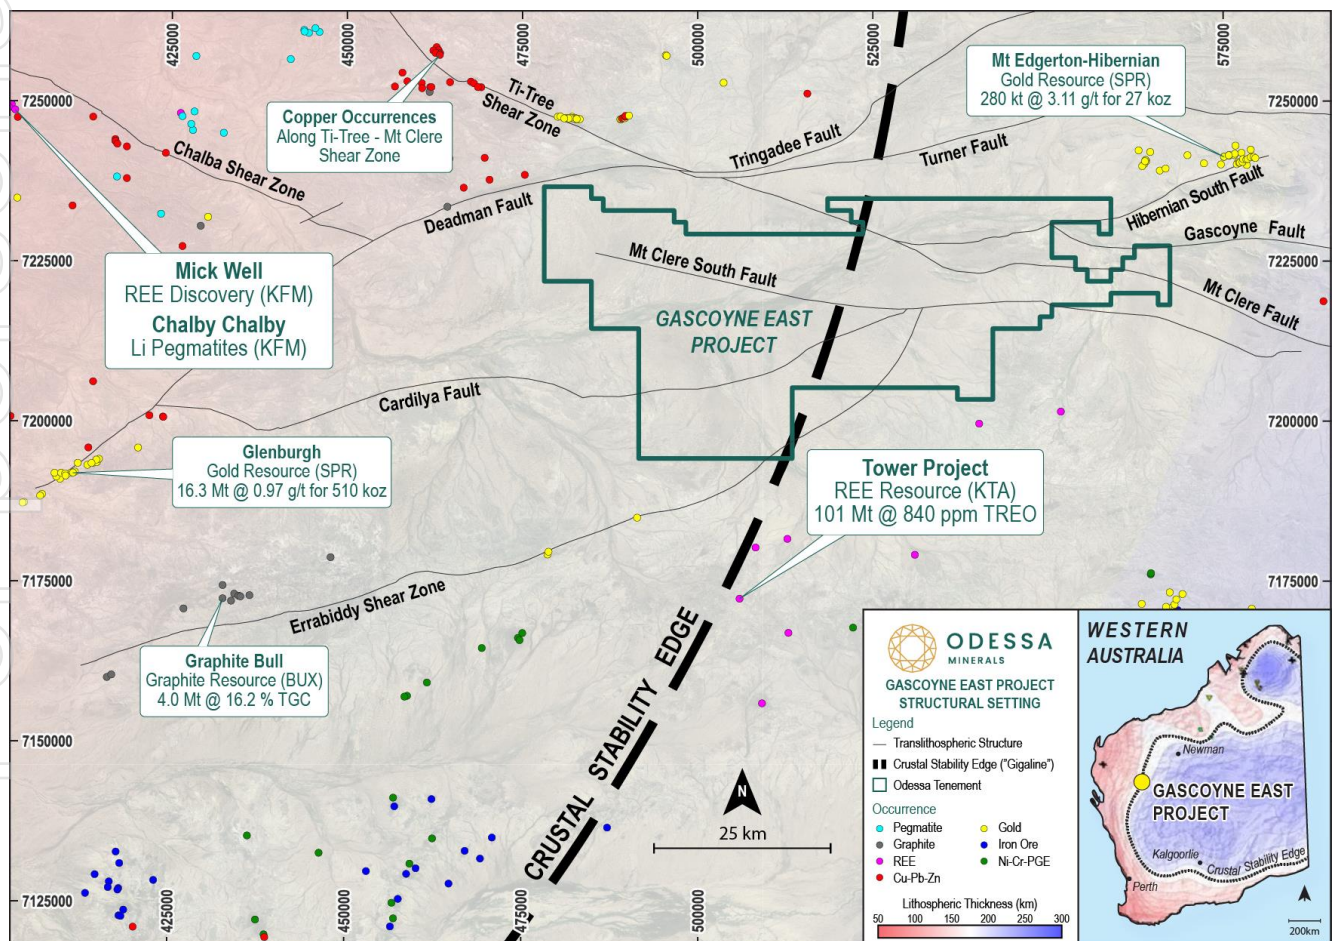 425000
450000
475000
500000
525000
575000
7250000
7250000
7225000
7225000
7200000
7200000
7175000
7175000
7150000
7125000
425000
450000
475000
500000
Mt Edgerton-Hibernian
Gold Resource (SPR)
280 kt @ 3.11 g/t for 27 koz
Copper Occurrences
Along Ti-Tree - Mt Clere
Shear Zone
Ti-Tree
Shear Zone
Chalba Shear Zone
Deadman Fault
Tringadee Fault
Turner Fault
Hibernian South Fault
Gascoyne Fault
Mt Clere Fault
Mt Clere South Fault
GASCOYNE EAST
PROJECT
Mick Well
REE Discovery (KFM)
Chalby Chalby
Li Pegmatites (KFM)
Cardilya Fault
Glenburgh
Gold Resource (SPR)
16.3 Mt @ 0.97 g/t for 510 koz
Tower Project
REE Resource (KTA)
101 Mt @ 840 ppm TREO
Errabiddy Shear Zone
Graphite Bull
Graphite Resource (BUX)
4.0 Mt @ 16.2 % TGC
CRUSTAL STABILITY EDGE
N
25 km
ODESSA
MINERALS
GASCOYNE EAST PROJECT
STRUCTURAL SETTING
Legend
Translithospheric Structure
Crustal Stability Edge ("Gigaline")
Odessa Tenement
Occurrence
Pegmatite
Gold
Graphite
Iron Ore
REE
Ni-Cr-PGE
Cu-Pb-Zn
Lithospheric Thickness (km)
50 100 150 200 250 300
WESTERN
AUSTRALIA
Newman
GASCOYNE EAST
PROJECT
Kalgoorlie
Crustal Stability Edge
Perth
200km